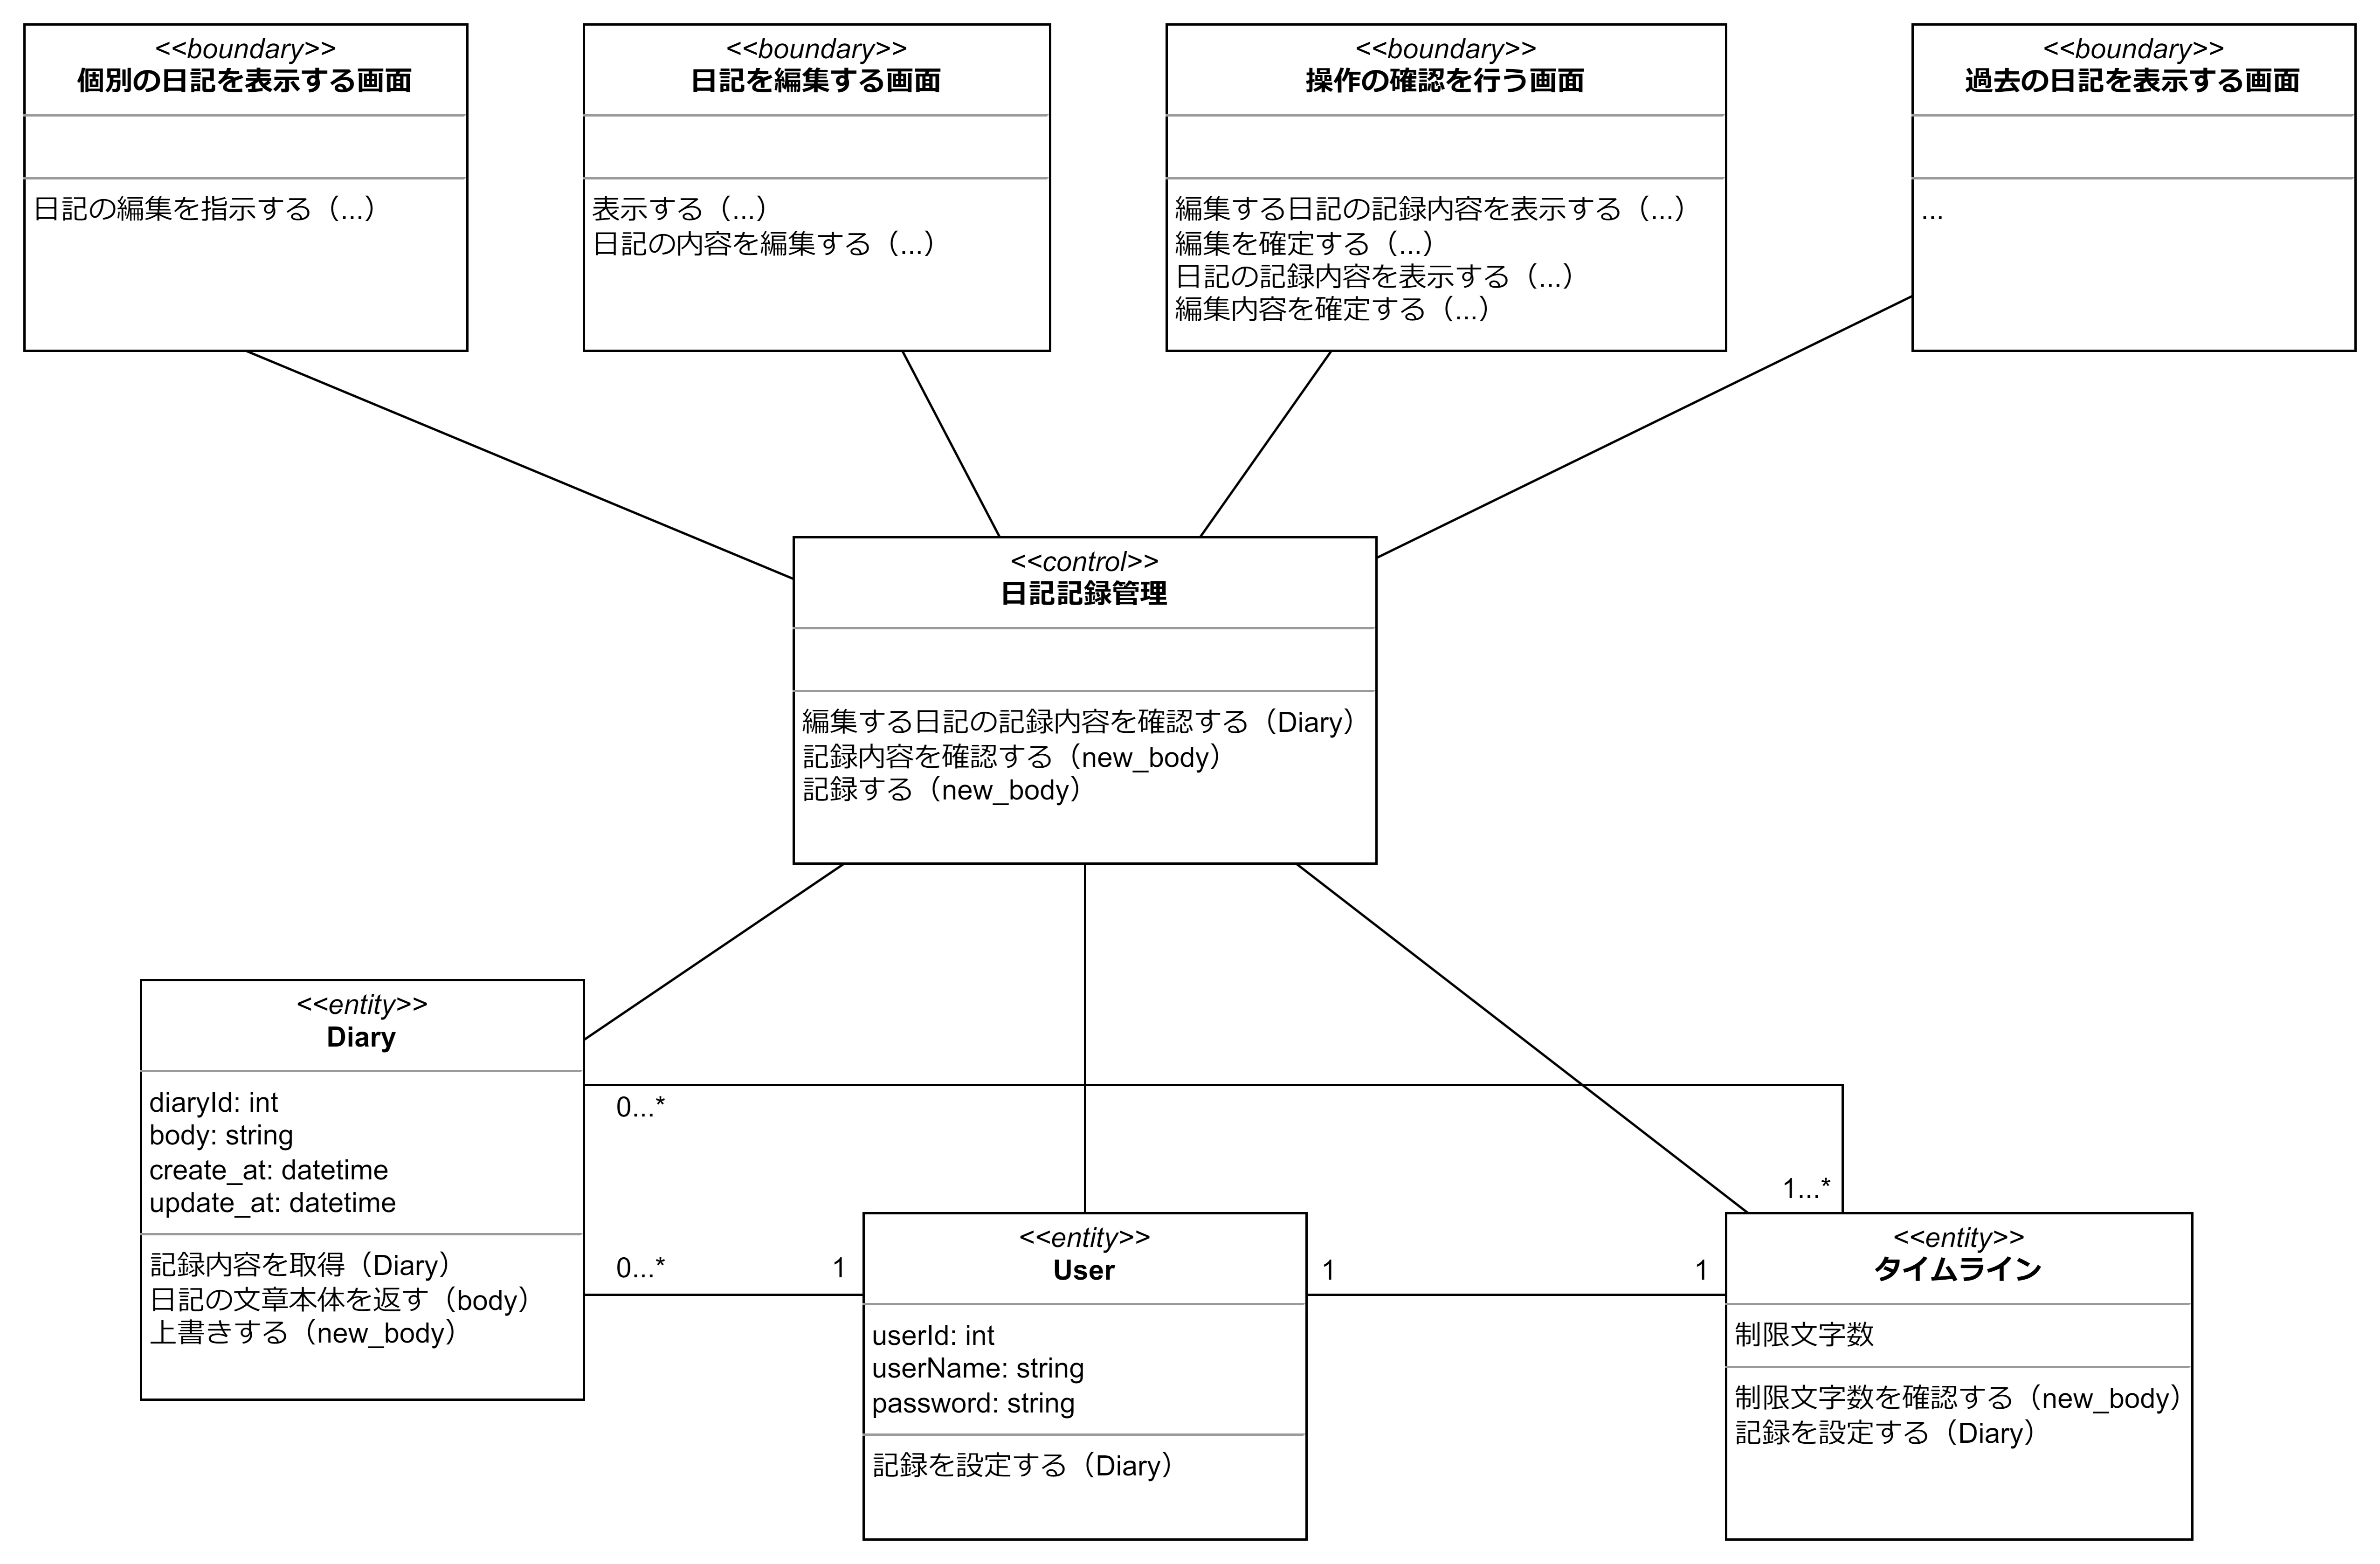 <<boundary>>
個別の日記を表示する画面
日記の編集を指示する（...）
<<boundary>>
日記を編集する画面
表示する（...）
日記の内容を編集する（...）
<<boundary>>
操作の確認を行う画面
編集する日記の記録内容を表示する（...）
編集を確定する（...）
日記の記録内容を表示する（...）
編集内容を確定する（...）
<<boundary>>
過去の日記を表示する画面
...
<<control>>
日記記録管理
編集する日記の記録内容を確認する（Diary）
記録内容を確認する（new_body）
記録する（new_body）
<<entity>>
Diary
diaryId: int
body: string
create_at: datetime
update_at: datetime
記録内容を取得（Diary）
日記の文章本体を返す（body）
上書きする（new_body）
0...*
1...*
0...*
1
<<entity>>
User
userId: int
userName: string
password: string
記録を設定する（Diary）
1
1
<<entity>>
タイムライン
制限文字数
制限文字数を確認する（new_body）
記録を設定する（Diary）